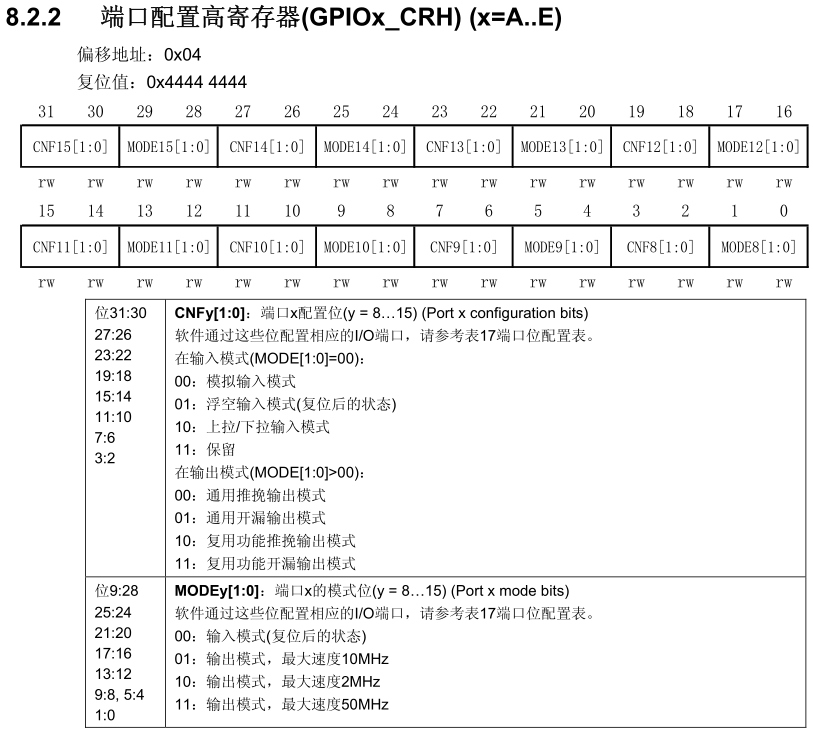 8.2.2 端口配置高寄存器(GPIOx_CRH) (x=A..E)
偏移地址：0x04
复位值：0x4444 4444
31 30 29 28 27 26 25 24 23 22 21 20 19 18 17 16
CNF15[1:0] MODE15[1:0] CNF14[1:0] MODE14[1:0] CNF13[1:0] MODE13[1:0] CNF12[1:0] MODE12[1:0]
rw rw rw rw rw rw rw rw rw rw rw rw rw rw rw rw
15 14 13 12 11 10 9 8 7 6 5 4 3 2 1 0
CNF11[1:0] MODE11[1:0] CNF10[1:0] MODE10[1:0] CNF9[1:0] MODE9[1:0] CNF8[1:0] MODE8[1:0]
rw rw rw rw rw rw rw rw rw rw rw rw rw rw rw rw
位31:30
27:26
23:22
19:18
15:14
11:10
7:6
3:2
CNFy[1:0]：端口x配置位(y = 8…15) (Port x configuration bits)
软件通过这些位配置相应的I/O端口，请参考表17端口位配置表。
在输入模式(MODE[1:0]=00)：
00：模拟输入模式
01：浮空输入模式(复位后的状态)
10：上拉/下拉输入模式
11：保留
在输出模式(MODE[1:0]>00)：
00：通用推挽输出模式
01：通用开漏输出模式
10：复用功能推挽输出模式
11：复用功能开漏输出模式
位9:28
25:24
21:20
17:16
13:12
9:8, 5:4
1:0
MODEy[1:0]：端口x的模式位(y = 8…15) (Port x mode bits)
软件通过这些位配置相应的I/O端口，请参考表17端口位配置表。
00：输入模式(复位后的状态)
01：输出模式，最大速度10MHz
10：输出模式，最大速度2MHz
11：输出模式，最大速度50MHz